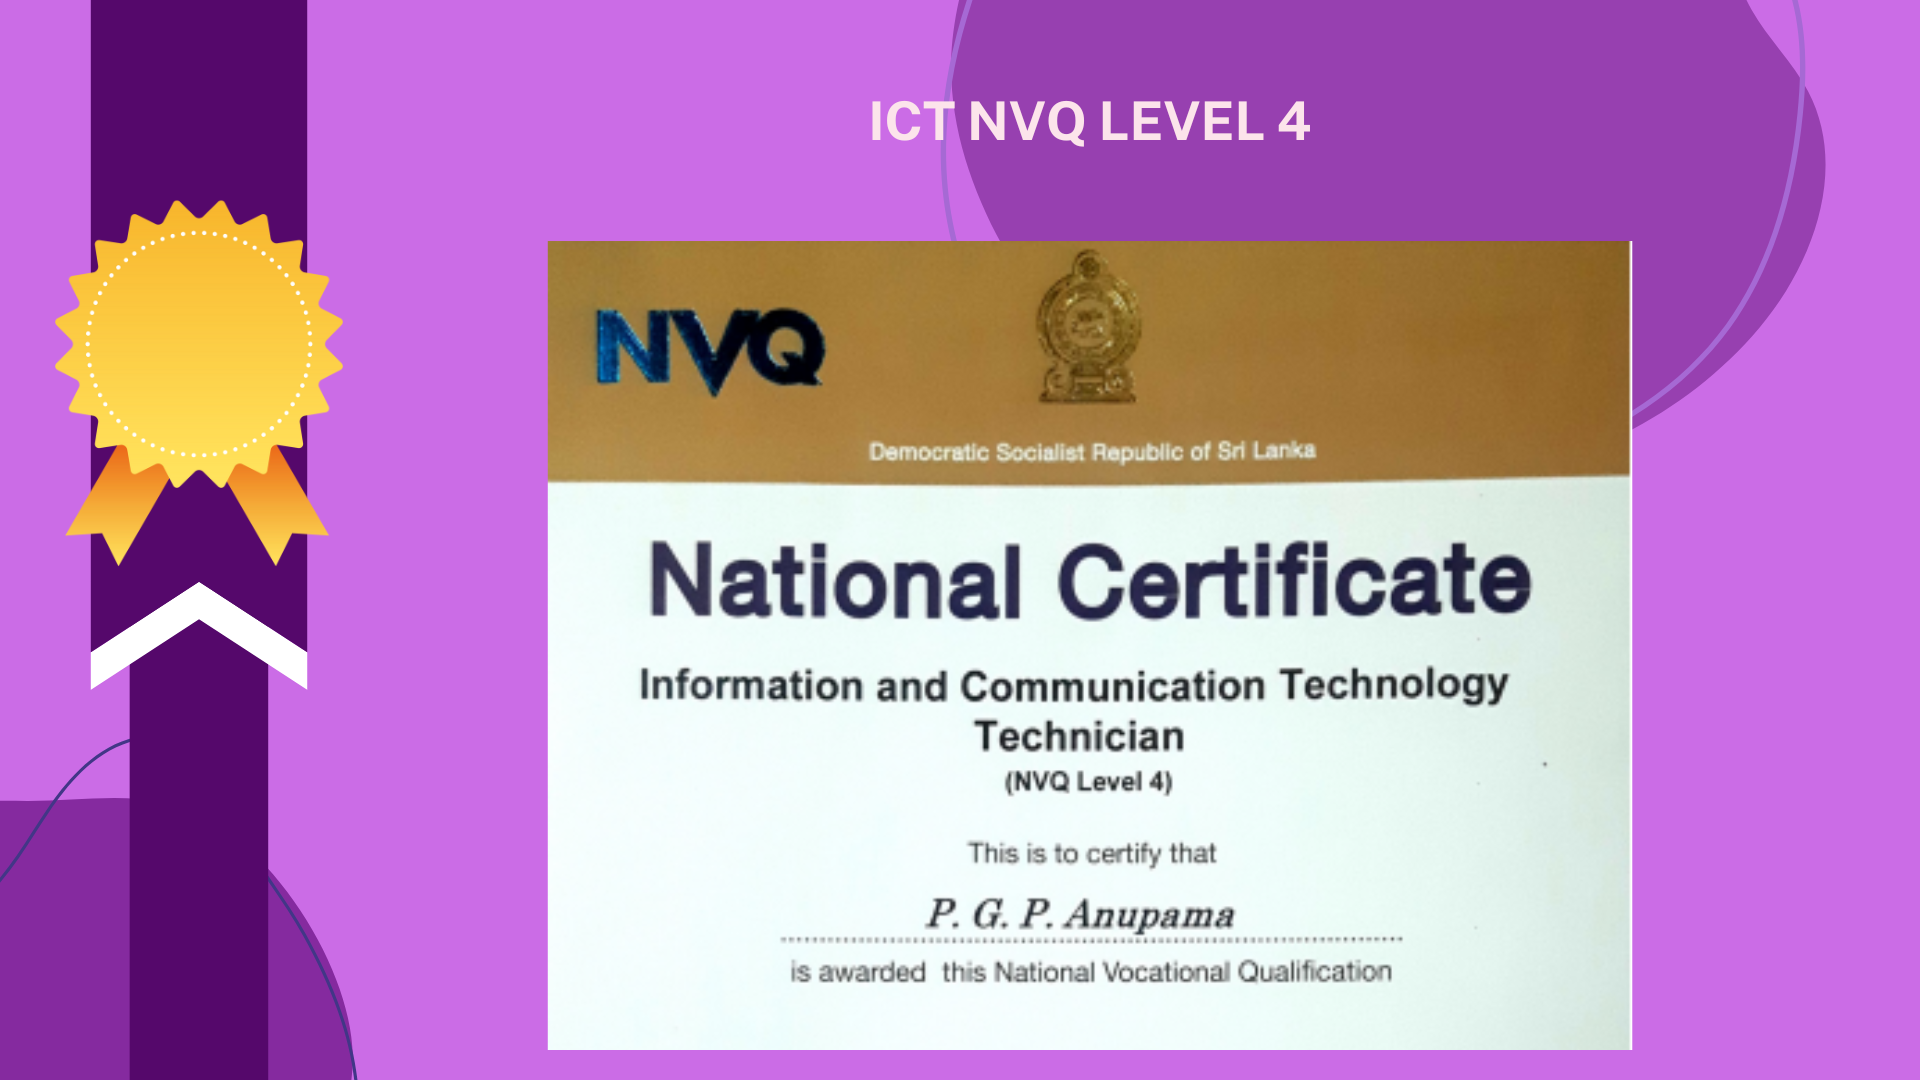 ICT NVQ LEVEL 4
NVQ
Democratic Socialist Republic of Sri Lanka
National Certificate
Information and Communication Technology
Technician
(NVQ Level 4)
This is to certify that
P. G. P. Anupama
is awarded this National Vocational Qualification